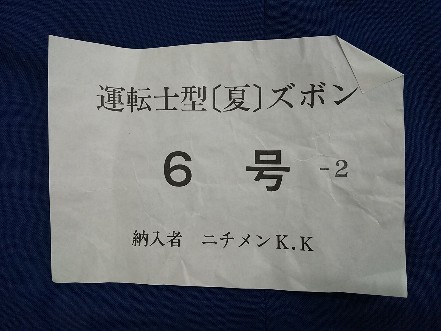 運転士型〔夏〕ズボン
6 号 -2
納入者 ニチメンK.K